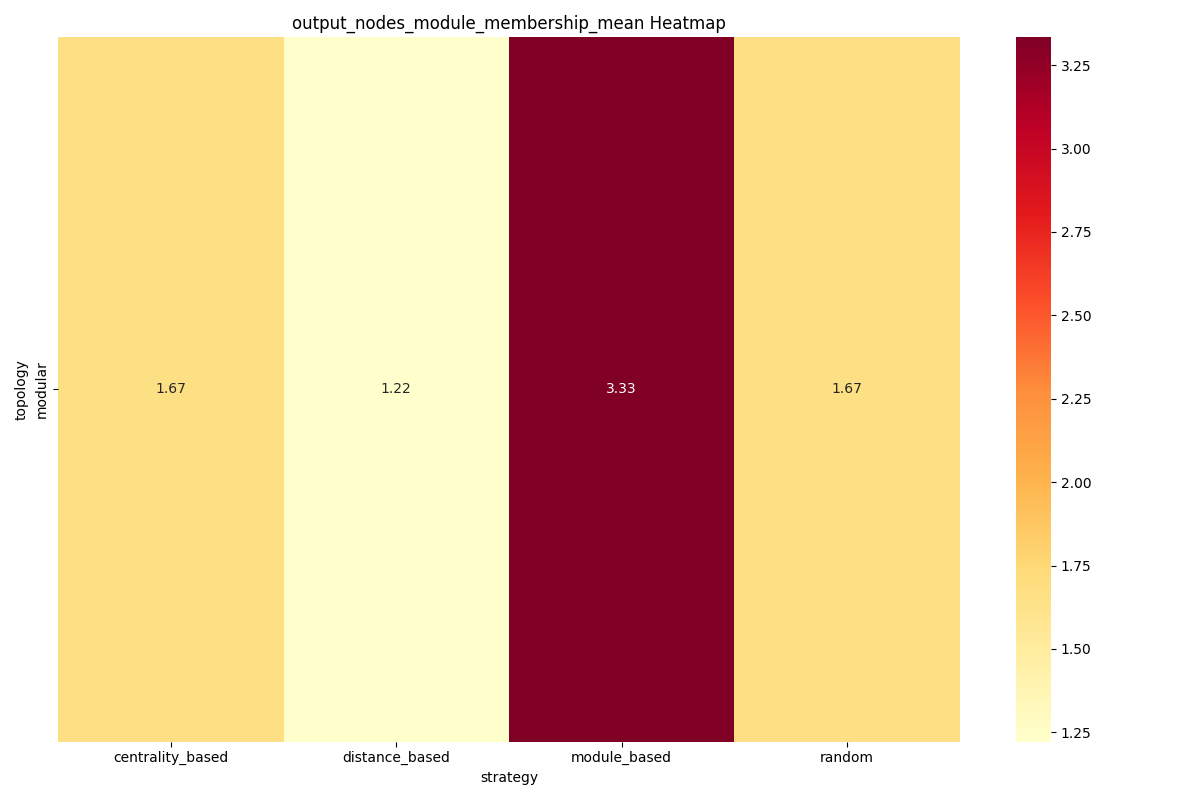 output_nodes_module_membership_mean Heatmap
topology
modular
1.67
1.22
3.33
1.67
centrality_based
distance_based
module_based
random
strategy
3.25
3.00
2.75
2.50
2.25
2.00
1.75
1.50
1.25